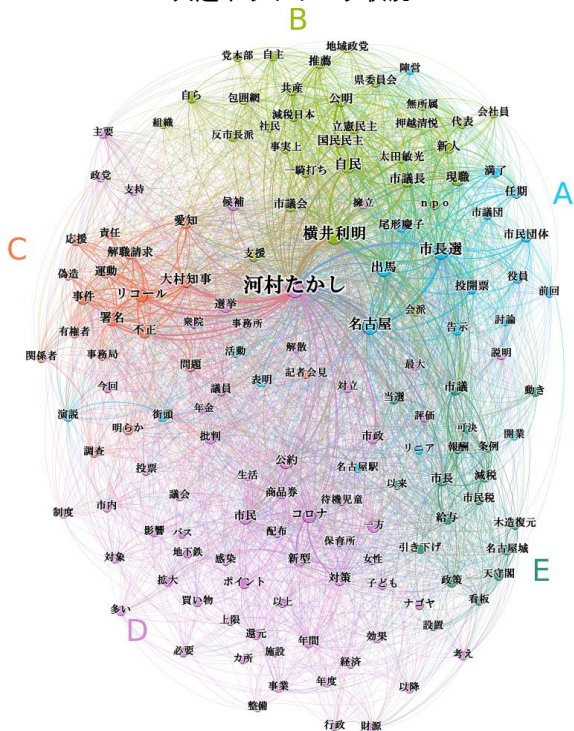 B
地域政党
党本部
自主
推薦
陣営
県委員会
共産
自ら
包囲網
公明
無所属
減税日本
会社員
組織
社民
立憲民主
押越清悦
代表
主要
反市長派
国民民主
事実上
新人
太田敏光
自民
一騎打ち
政党
満了
市議長
現職
支持
任期
A
候補
市議会
擁立
npo
市議団
愛知
尾形慶子
横井利明
応援
責任
市民団体
C
解職請求
支援
市長選
偽造
運動
大村知事
出馬
役員
河村たかし
投開票
前回
事件
リコール
選挙
会派
署名
衆院
事務所
名古屋
討論
有権者
不正
告示
解散
関係者
事務局
活動
説明
問題
最大
記者会見
表明
今回
議員
対立
市議
動き
当選
年金
演説
街頭
評価
明らか
可決
開業
批判
市政
調査
リニア
報酬
条例
公約
投票
名古屋駅
生活
市長
減税
以来
商品券
議会
待機児童
市民税
市内
制度
市民
コロナ
給与
木造復元
影響
バス
配布
一方
保育所
地下鉄
引き下げ
名古屋城
対象
感染
新型
女性
E
対策
天守閣
拡大
ポイント
子ども
政策
買い物
以上
ナゴヤ
看板
多い
上限
設置
D
還元
年間
効果
必要
施設
カ所
経済
考え
年度
事業
以降
整備
行政
財源